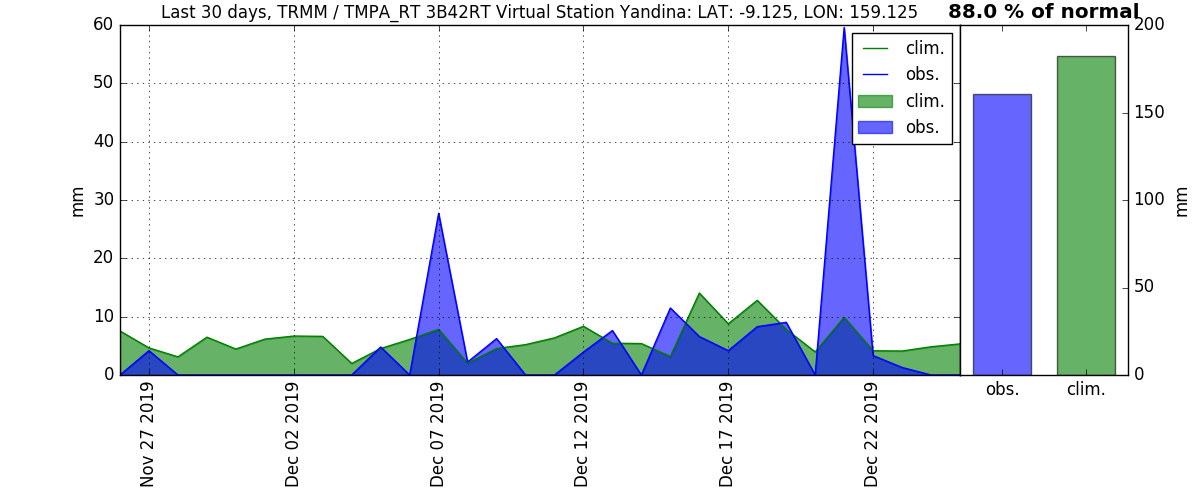 Last 30 days, TRMM / TMPA_RT 3B42RT Virtual Station Yandina: LAT: -9.125, LON: 159.125
88.0 % of normal
clim.
obs.
clim.
obs.
60
50
40
30
20
10
0
mm
Nov 27 2019
Dec 02 2019
Dec 07 2019
Dec 12 2019
Dec 17 2019
Dec 22 2019
obs.
clim.
200
150
100
50
0
mm